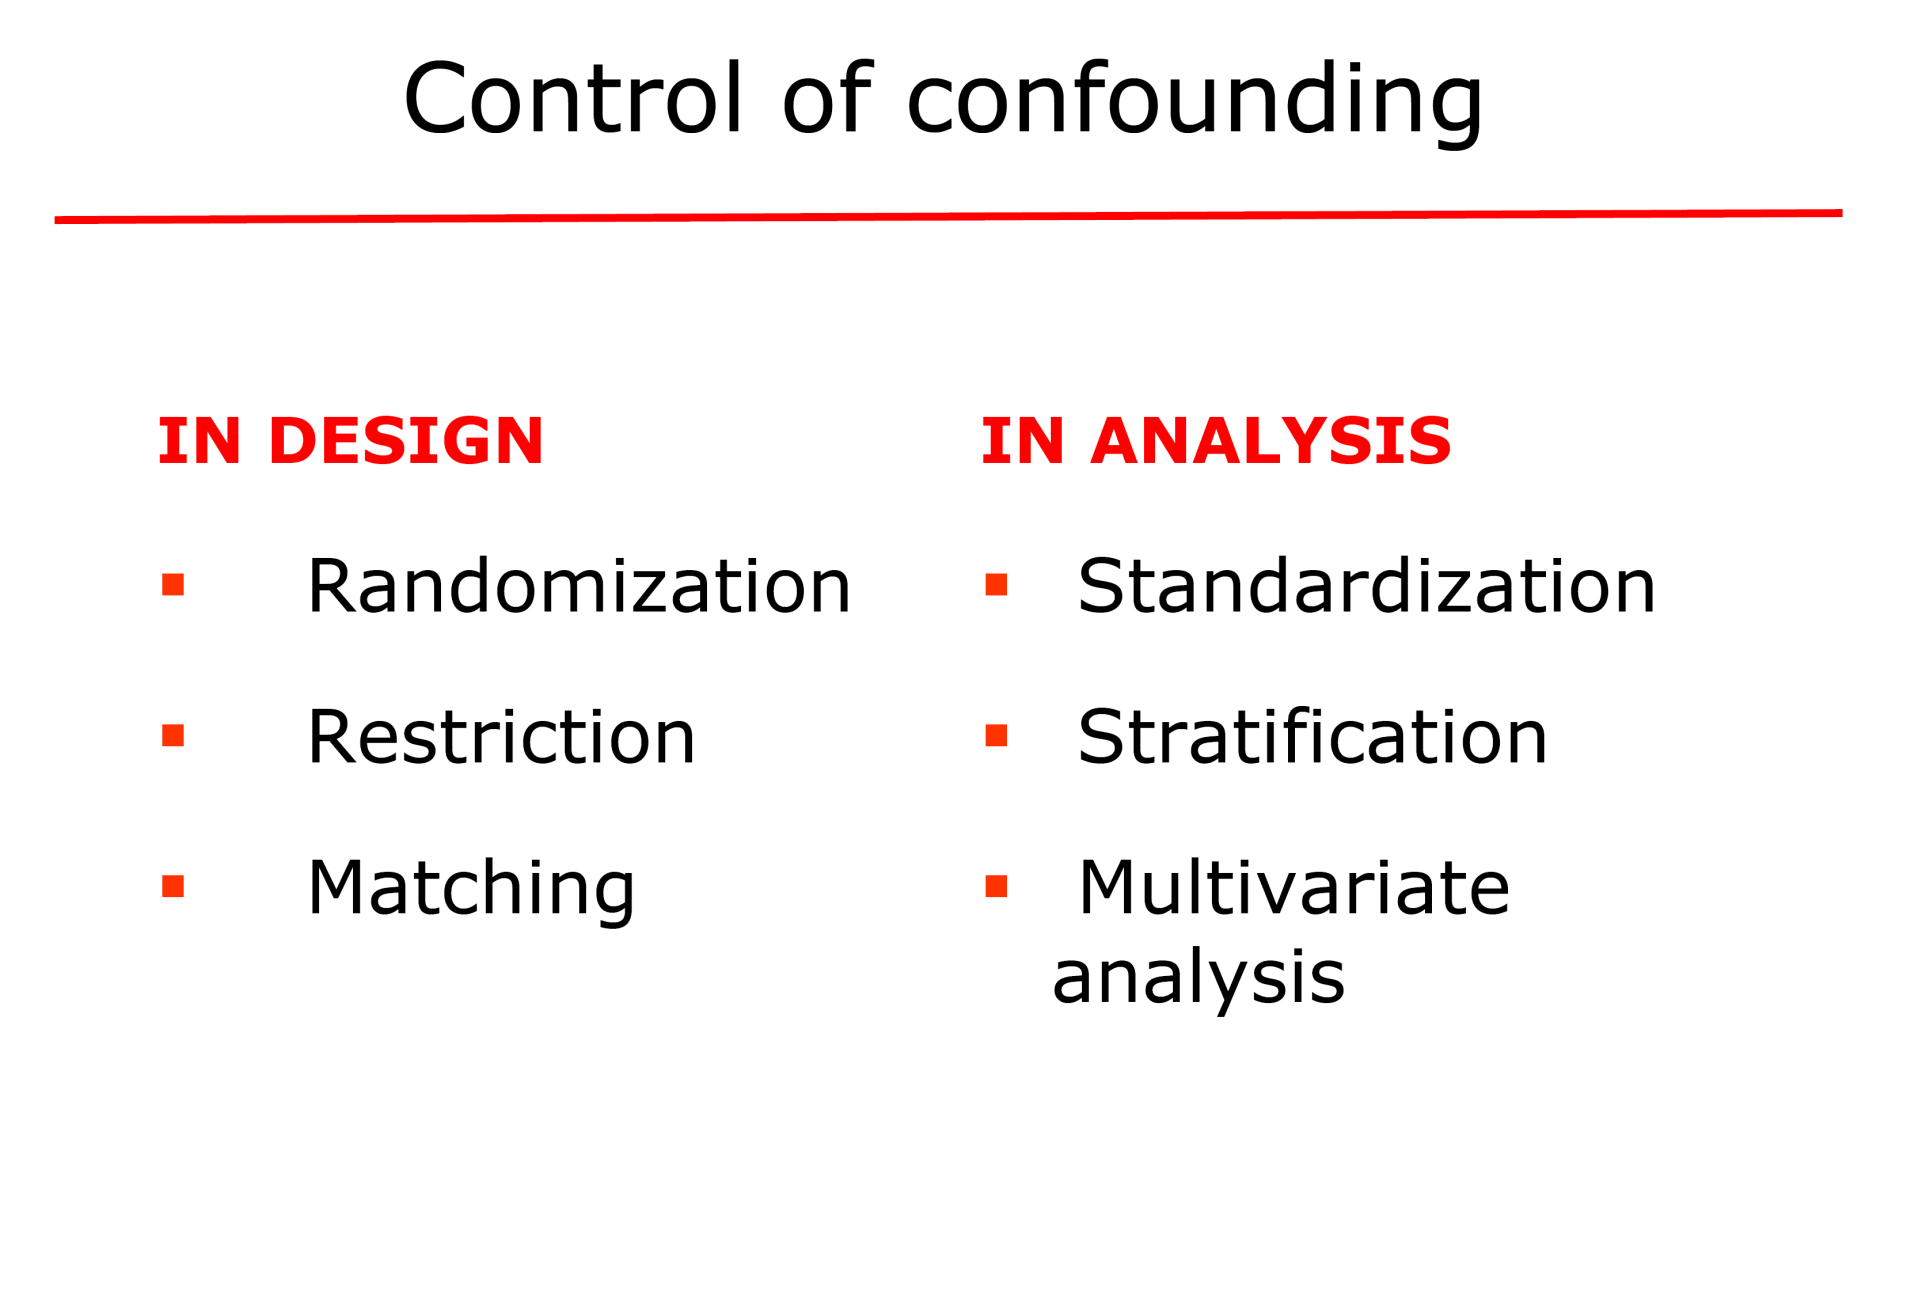 Control of confounding
IN DESIGN
▪ Randomization
▪ Restriction
▪ Matching
IN ANALYSIS
▪ Standardization
▪ Stratification
▪ Multivariate
analysis